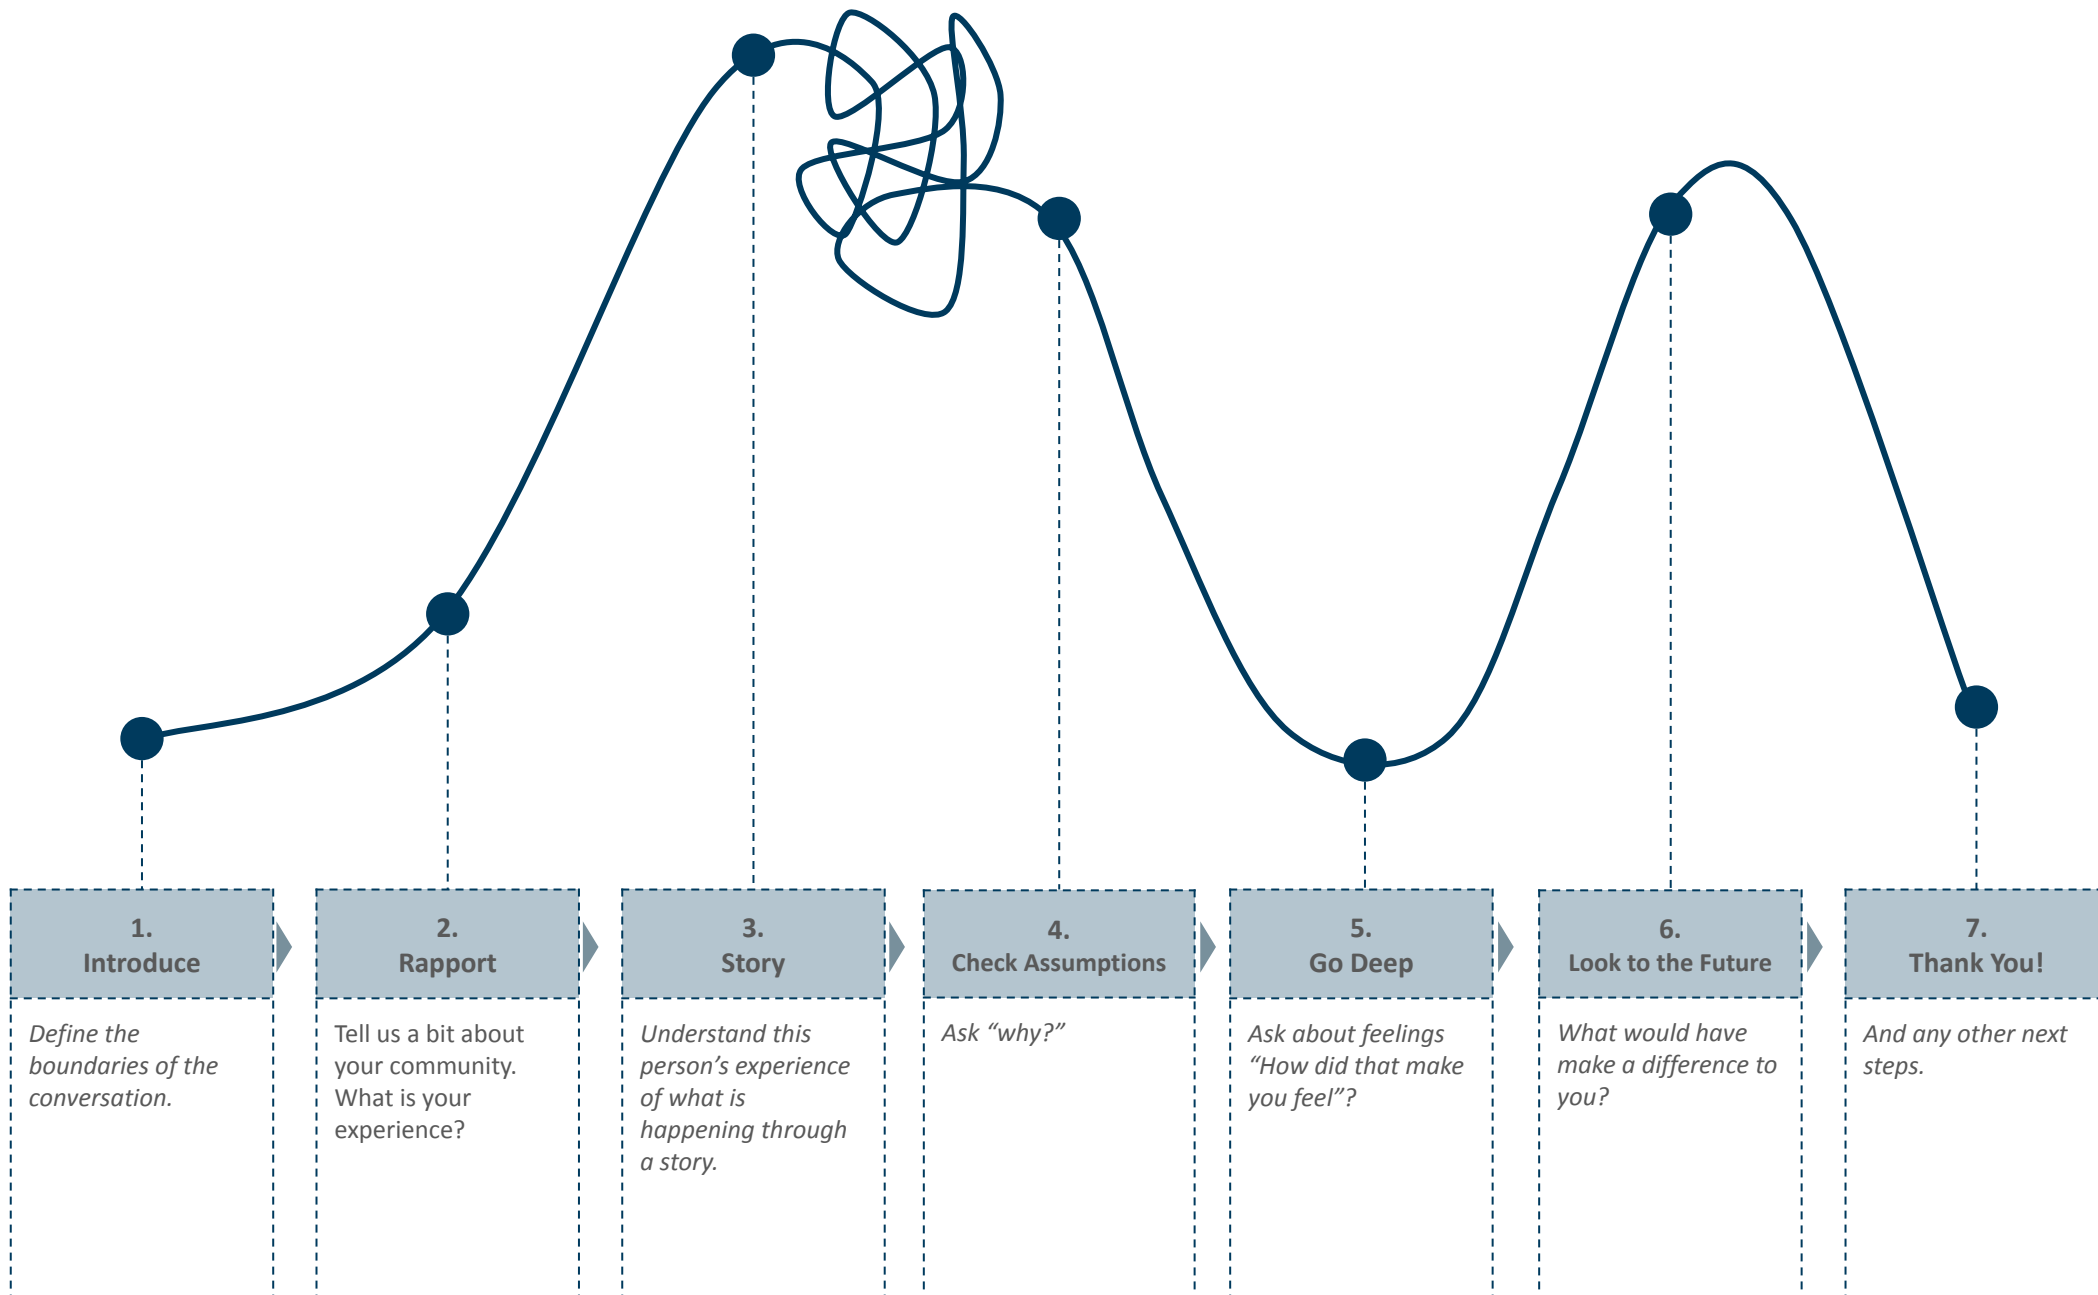 1.
Introduce
Define the
boundaries of the
conversation.
2.
Rapport
Tell us a bit about
your community.
What is your
experience?
3.
Story
Understand this
person’s experience
of what is
happening through
a story.
4.
Check Assumptions
Ask “why?”
5.
Go Deep
Ask about feelings
“How did that make
you feel”?
6.
Look to the Future
What would have
make a difference to
you?
7.
Thank You!
And any other next
steps.